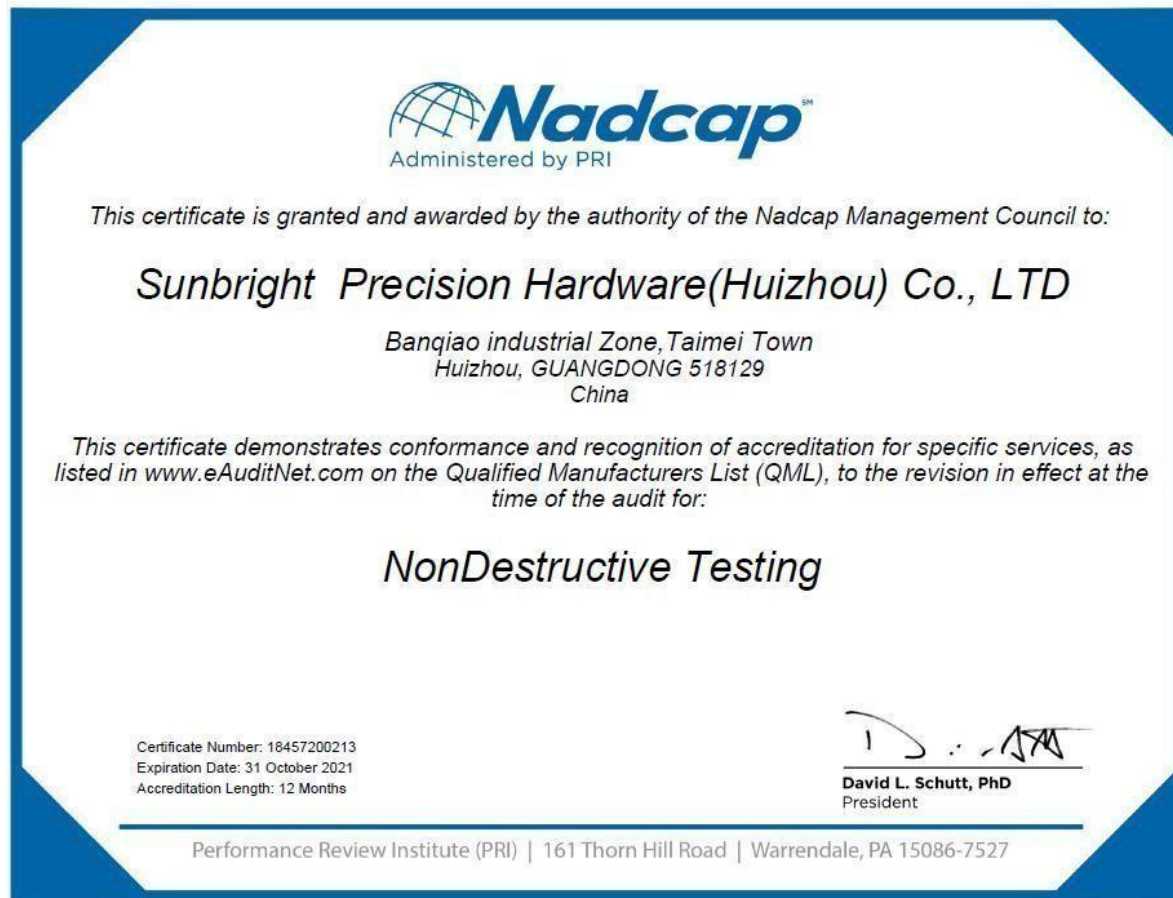 Nadcap SM
Administered by PRI
This certificate is granted and awarded by the authority of the Nadcap Management Council to:
Sunbright Precision Hardware(Huizhou) Co., LTD
Banqiao industrial Zone,Taimei Town
Huizhou, GUANGDONG 518129
China
This certificate demonstrates conformance and recognition of accreditation for specific services, as
listed in www.eAuditNet.com on the Qualified Manufacturers List (QML), to the revision in effect at the
time of the audit for:
NonDestructive Testing
Certificate Number: 18457200213
Expiration Date: 31 October 2021
Accreditation Length: 12 Months
David L. Schutt, PhD
President
Performance Review Institute (PRI) | 161 Thorn Hill Road | Warrendale, PA 15086-7527